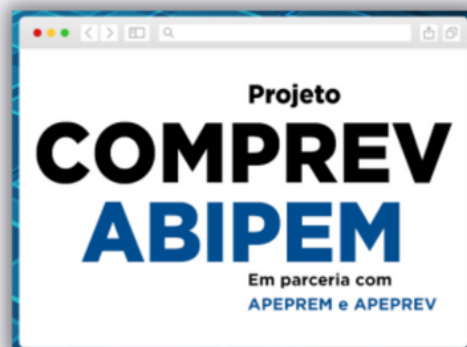 Projeto
COMPREV
ABIPEM
Em parceria com
APEPREM e APEPREV